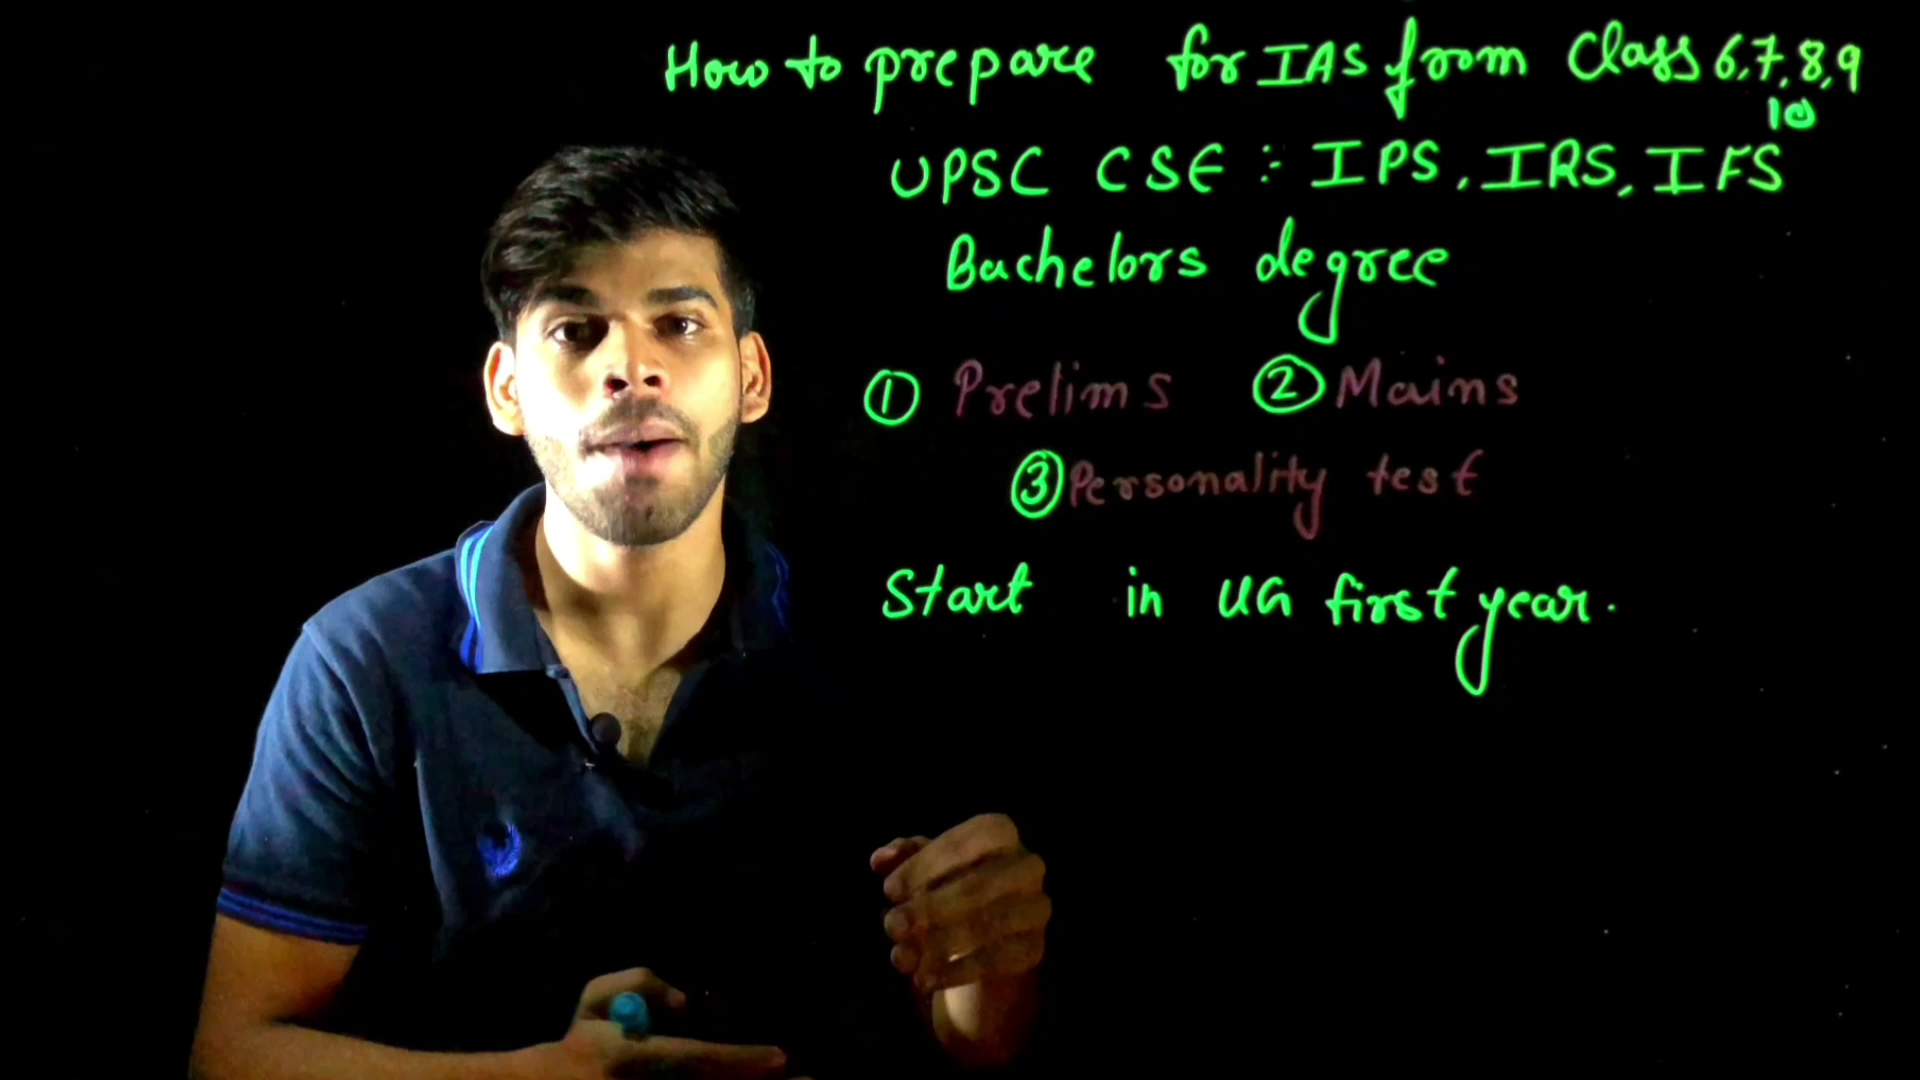 How to prepare for IAS from Class 6,7,8,9
10
UPSC CSE : IPS, IRS, IFS
Bachelors degree
① Prelims ② Mains
③ Personality test
Start in UG first year.